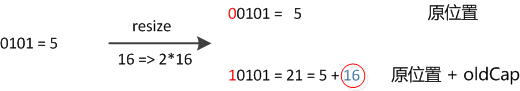 00101 = 5 原位置
resize
0101 = 5
16 => 2*16
10101 = 21 = 5 + 16 原位置 + oldCap